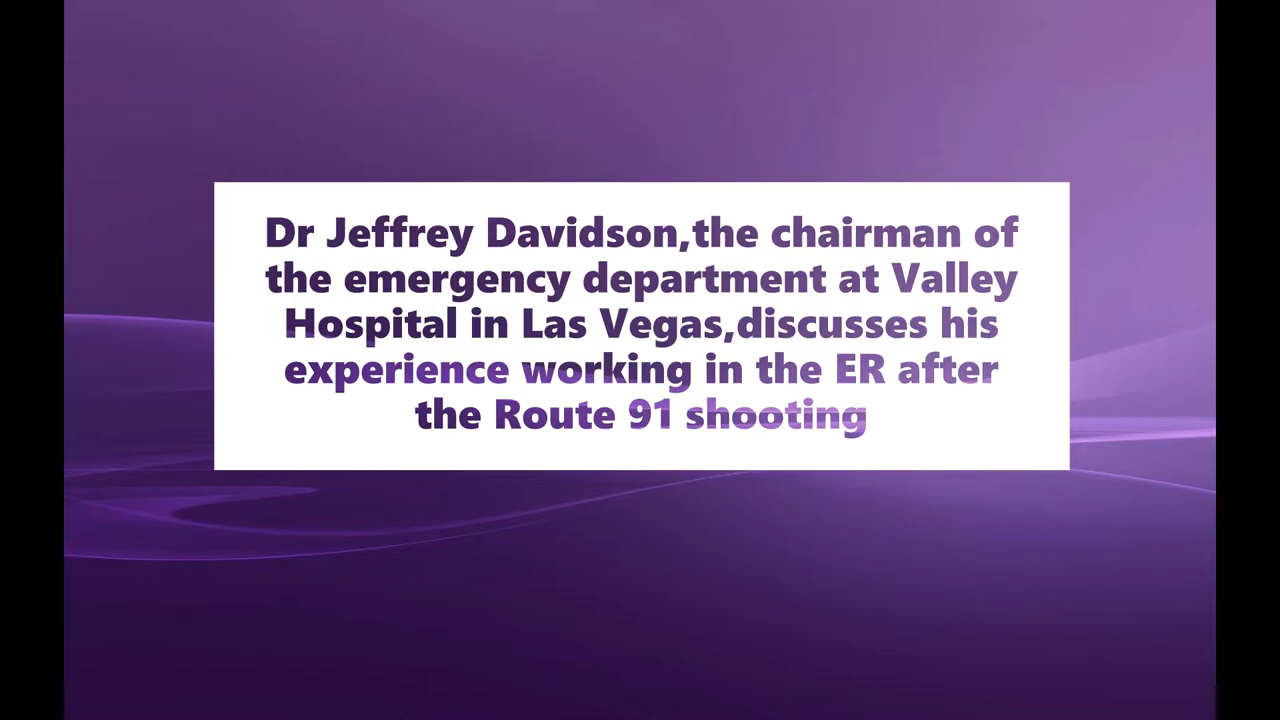 Dr Jeffrey Davidson,the chairman of
the emergency department at Valley
Hospital in Las Vegas,discusses his
experience working in the ER after
the Route 91 shooting